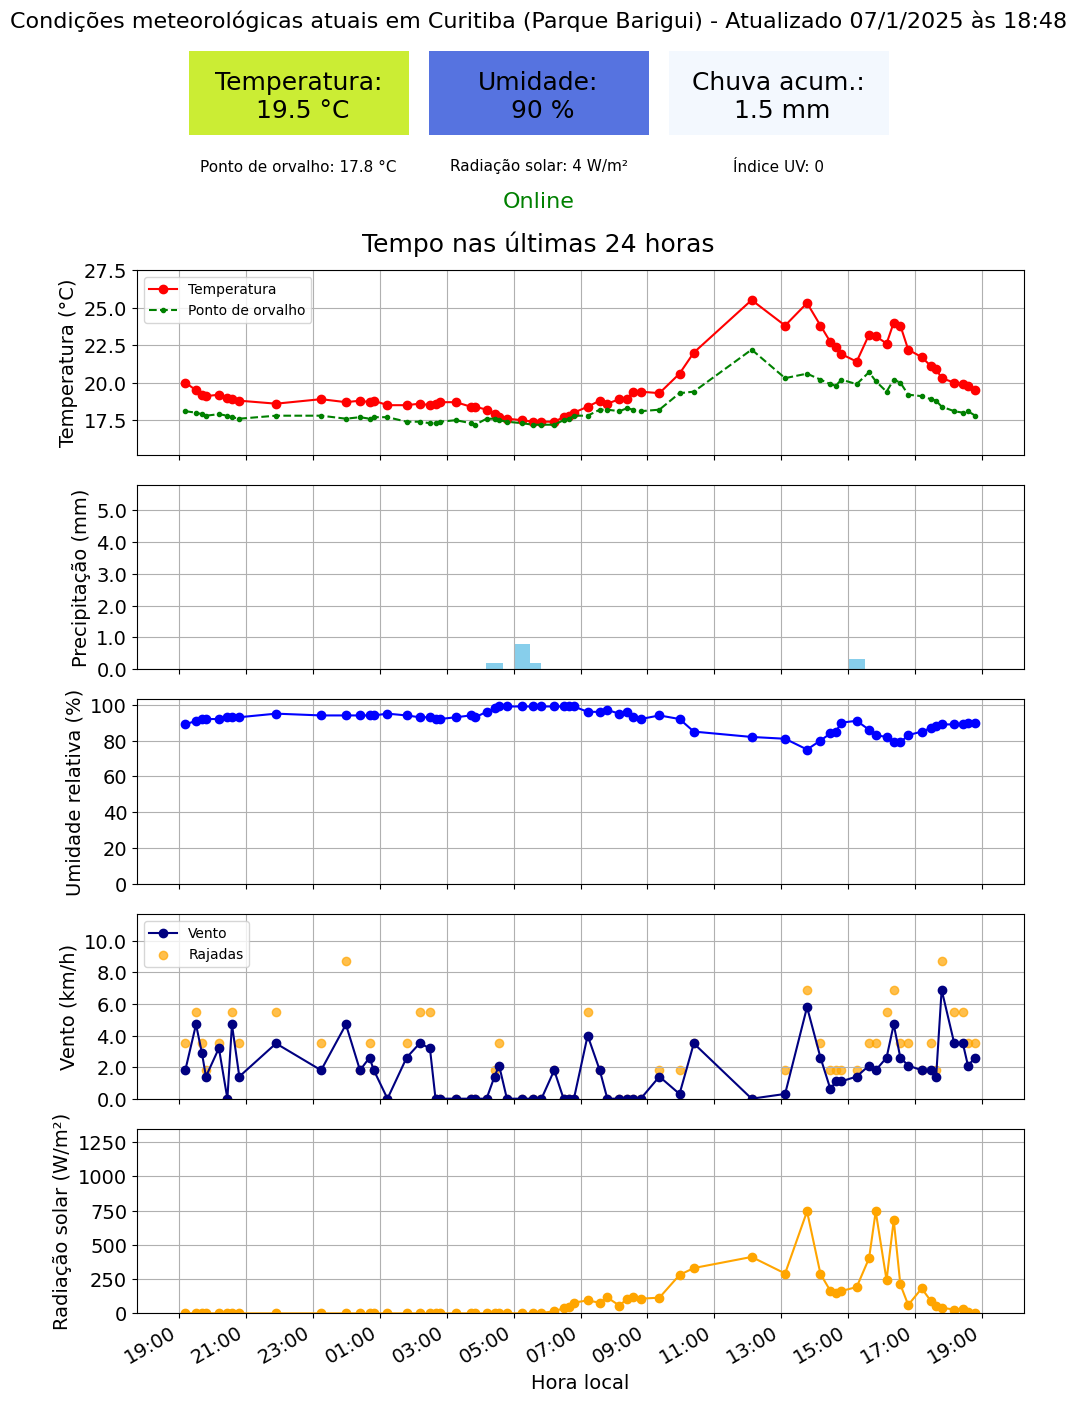 Condições meteorológicas atuais em Curitiba (Parque Barigui) - Atualizado 07/1/2025 às 18:48
Temperatura:
19.5 °C
Umidade:
90 %
Chuva acum.:
1.5 mm
Ponto de orvalho: 17.8 °C
Radiação solar: 4 W/m²
Índice UV: 0
Online
Tempo nas últimas 24 horas
Temperatura (°C)
27.5
25.0
22.5
20.0
17.5
Temperatura
Ponto de orvalho
Precipitação (mm)
5.0
4.0
3.0
2.0
1.0
0.0
Umidade relativa (%)
100
80
60
40
20
0
Vento (km/h)
10.0
8.0
6.0
4.0
2.0
0.0
Vento
Rajadas
Radiação solar (W/m²)
1250
1000
750
500
250
0
19:00
21:00
23:00
01:00
03:00
05:00
07:00
09:00
11:00
13:00
15:00
17:00
19:00
Hora local